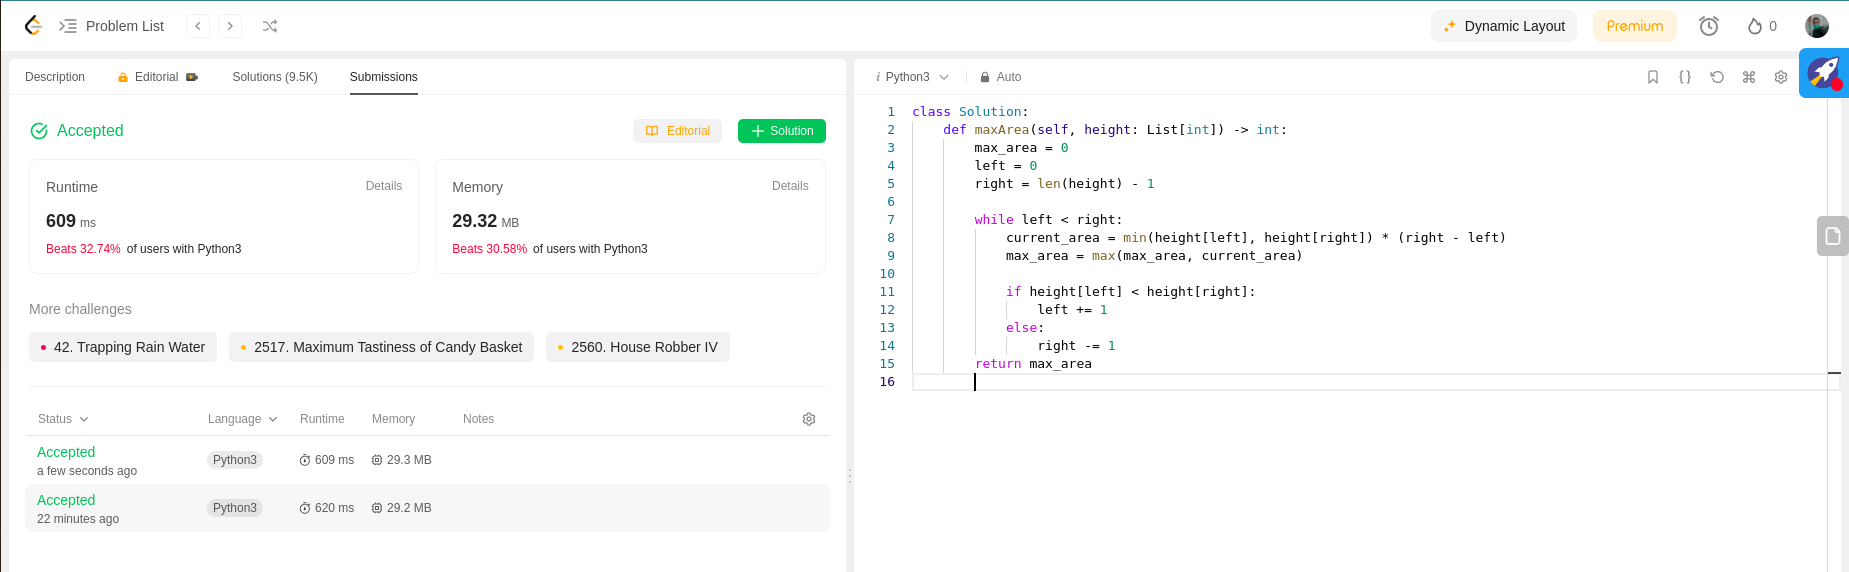 Problem List
Dynamic Layout
Premium
0
Description
Editorial
Solutions (9.5K)
Submissions
Accepted
Editorial
Solution
Runtime
Details
609 ms
Beats 32.74% of users with Python3
Memory
Details
29.32 MB
Beats 30.58% of users with Python3
More challenges
42. Trapping Rain Water
2517. Maximum Tastiness of Candy Basket
2560. House Robber IV
Status Language Runtime Memory Notes
Accepted
a few seconds ago
Python3 609 ms 29.3 MB
Accepted
22 minutes ago
Python3 620 ms 29.2 MB
i Python3
Auto
1 class Solution:
2     def maxArea(self, height: List[int]) -> int:
3         max_area = 0
4         left = 0
5         right = len(height) - 1
6
7         while left < right:
8             current_area = min(height[left], height[right]) * (right - left)
9             max_area = max(max_area, current_area)
10
11             if height[left] < height[right]:
12                 left += 1
13             else:
14                 right -= 1
15         return max_area
16